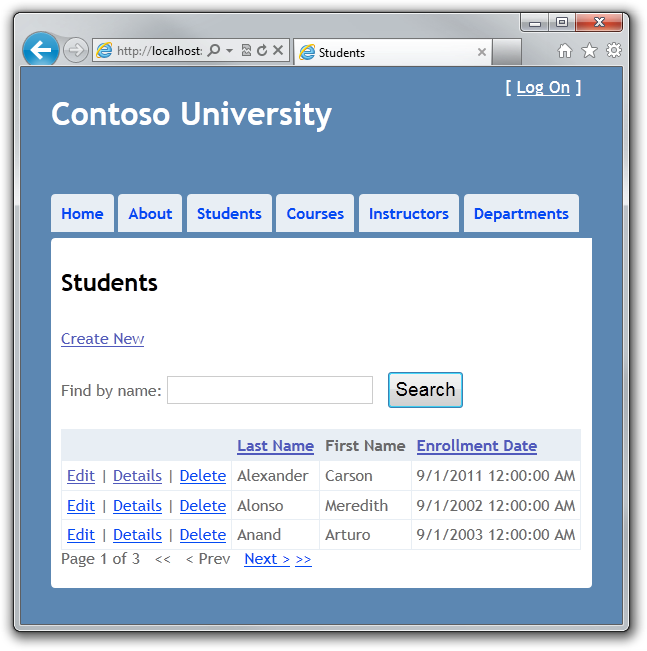 http://localhost:
Students
[ Log On ]
Contoso University
Home About Students Courses Instructors Departments
Students
Create New
Find by name: Search
Last Name First Name Enrollment Date
Edit | Details | Delete Alexander Carson 9/1/2011 12:00:00 AM
Edit | Details | Delete Alonso Meredith 9/1/2002 12:00:00 AM
Edit | Details | Delete Anand Arturo 9/1/2003 12:00:00 AM
Page 1 of 3 << < Prev Next > >>